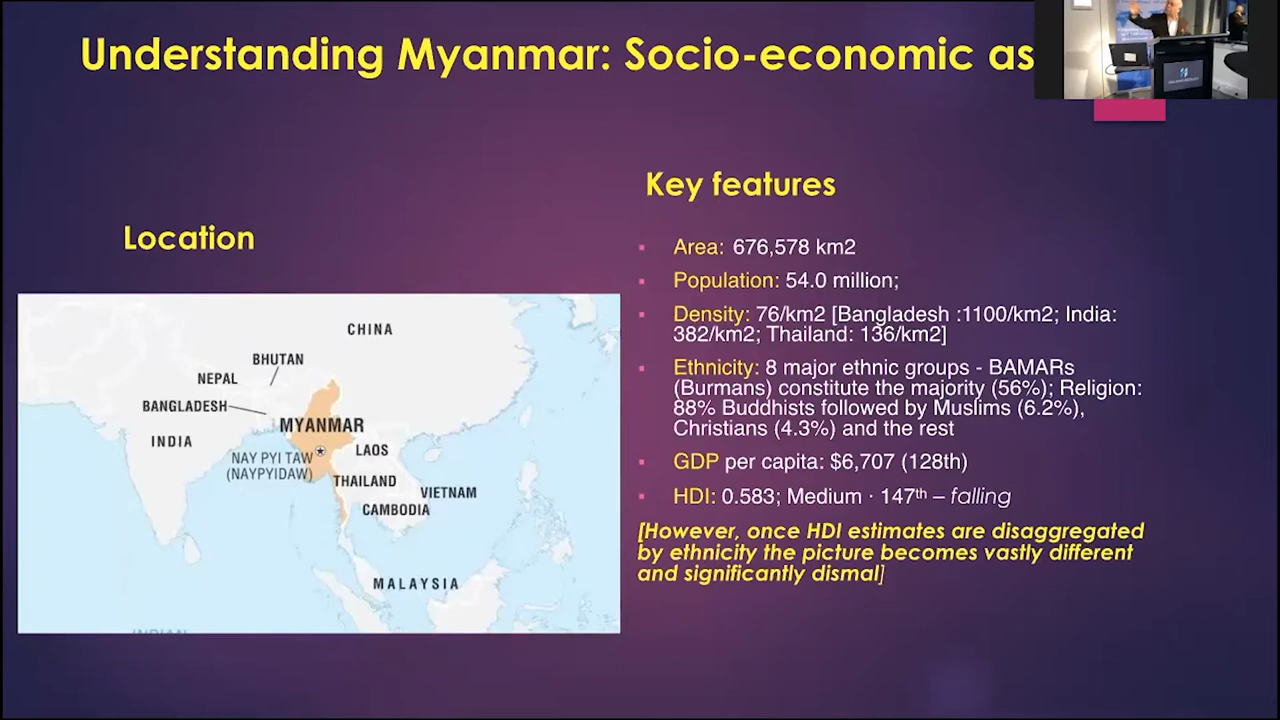 Understanding Myanmar: Socio-economic as
Key features
Location
Area: 676,578 km2
Population: 54.0 million;
Density: 76/km2 [Bangladesh :1100/km2; India:
382/km2; Thailand: 136/km2]
Ethnicity: 8 major ethnic groups - BAMARs
(Burmans) constitute the majority (56%); Religion:
88% Buddhists followed by Muslims (6.2%),
Christians (4.3%) and the rest
GDP per capita: $6,707 (128th)
HDI: 0.583; Medium · 147th – falling
[However, once HDI estimates are disaggregated
by ethnicity the picture becomes vastly different
and significantly dismal]
CHINA
BHUTAN
NEPAL
BANGLADESH
MYANMAR
INDIA
LAOS
NAY PYI TAW
(NAYPYIDAW)
THAILAND
VIETNAM
CAMBODIA
MALAYSIA